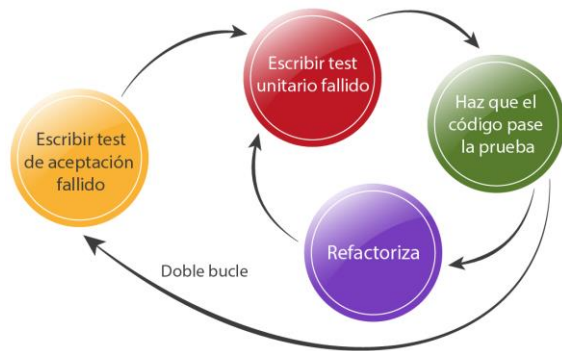 Escribir test
unitario fallido
Haz que el
código pase
la prueba
Escribir test
de aceptación
fallido
Refactoriza
Doble bucle